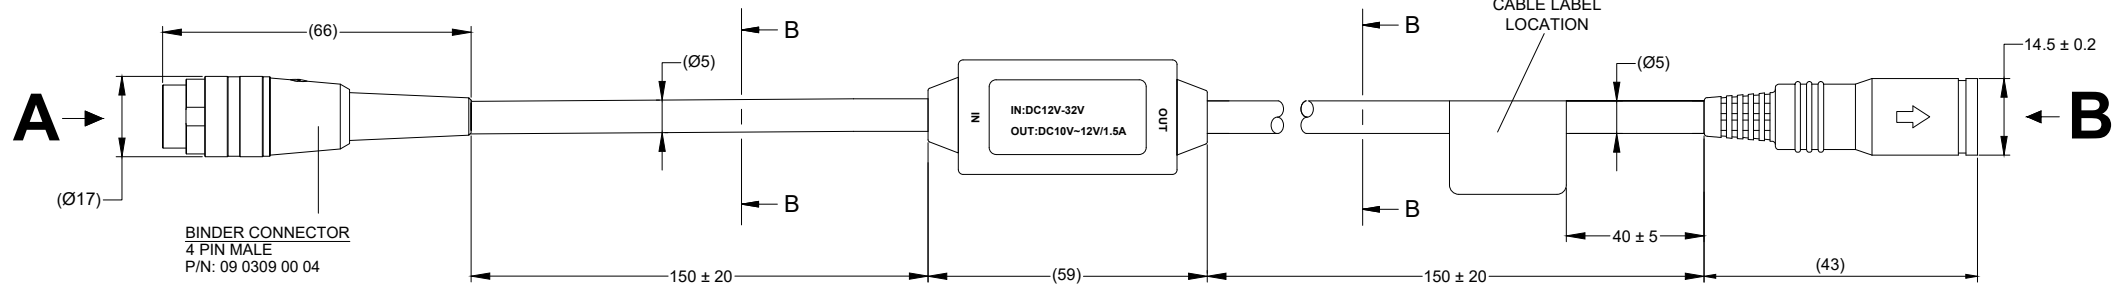 CABLE LABEL
LOCATION
(66)
B
B
(Ø5)
(Ø5)
14.5 ± 0.2
A
IN
IN:DC12V-32V
OUT:DC10V~12V/1.5A
OUT
B
(Ø17)
B
B
BINDER CONNECTOR
4 PIN MALE
P/N: 09 0309 00 04
40 ± 5
150 ± 20
(59)
150 ± 20
(43)